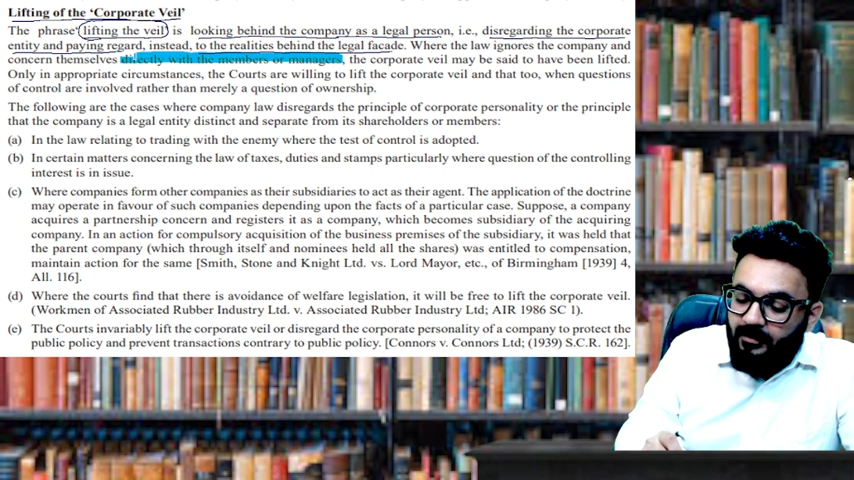 Lifting of the 'Corporate Veil'
The phrase 'lifting the veil' is looking behind the company as a legal person, i.e., disregarding the corporate
entity and paying regard, instead, to the realities behind the legal facade. Where the law ignores the company and
concern themselves directly with the members or managers, the corporate veil may be said to have been lifted.
Only in appropriate circumstances, the Courts are willing to lift the corporate veil and that too, when questions
of control are involved rather than merely a question of ownership.
The following are the cases where company law disregards the principle of corporate personality or the principle
that the company is a legal entity distinct and separate from its shareholders or members:
(a) In the law relating to trading with the enemy where the test of control is adopted.
(b) In certain matters concerning the law of taxes, duties and stamps particularly where question of the controlling
interest is in issue.
(c) Where companies form other companies as their subsidiaries to act as their agent. The application of the doctrine
may operate in favour of such companies depending upon the facts of a particular case. Suppose, a company
acquires a partnership concern and registers it as a company, which becomes subsidiary of the acquiring
company. In an action for compulsory acquisition of the business premises of the subsidiary, it was held that
the parent company (which through itself and nominees held all the shares) was entitled to compensation,
maintain action for the same [Smith, Stone and Knight Ltd. vs. Lord Mayor, etc., of Birmingham [1939] 4,
All. 116].
(d) Where the courts find that there is avoidance of welfare legislation, it will be free to lift the corporate veil.
(Workmen of Associated Rubber Industry Ltd. v. Associated Rubber Industry Ltd; AIR 1986 SC 1).
(e) The Courts invariably lift the corporate veil or disregard the corporate personality of a company to protect the
public policy and prevent transactions contrary to public policy. [Connors v. Connors Ltd; (1939) S.C.R. 162].